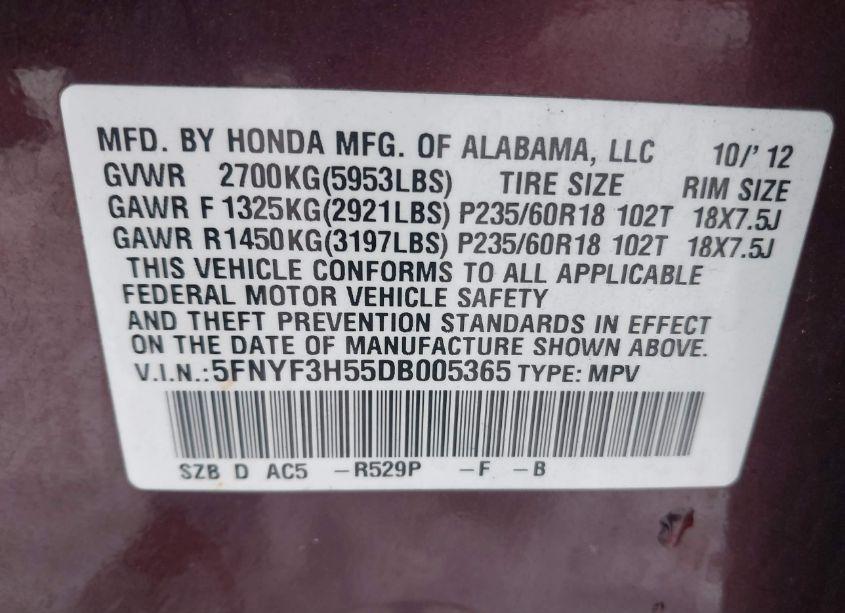 MFD. BY HONDA MFG. OF ALABAMA, LLC 10/' 12
GVWR 2700KG(5953LBS) TIRE SIZE RIM SIZE
GAWR F 1325KG(2921LBS) P235/60R18 102T 18X7.5J
GAWR R1450KG(3197LBS) P235/60R18 102T 18X7.5J
THIS VEHICLE CONFORMS TO ALL APPLICABLE
FEDERAL MOTOR VEHICLE SAFETY
AND THEFT PREVENTION STANDARDS IN EFFECT
ON THE DATE OF MANUFACTURE SHOWN ABOVE.
V.I.N.:5FNYF3H55DB005365 TYPE: MPV
SZB D AC5 -R529P -F -B